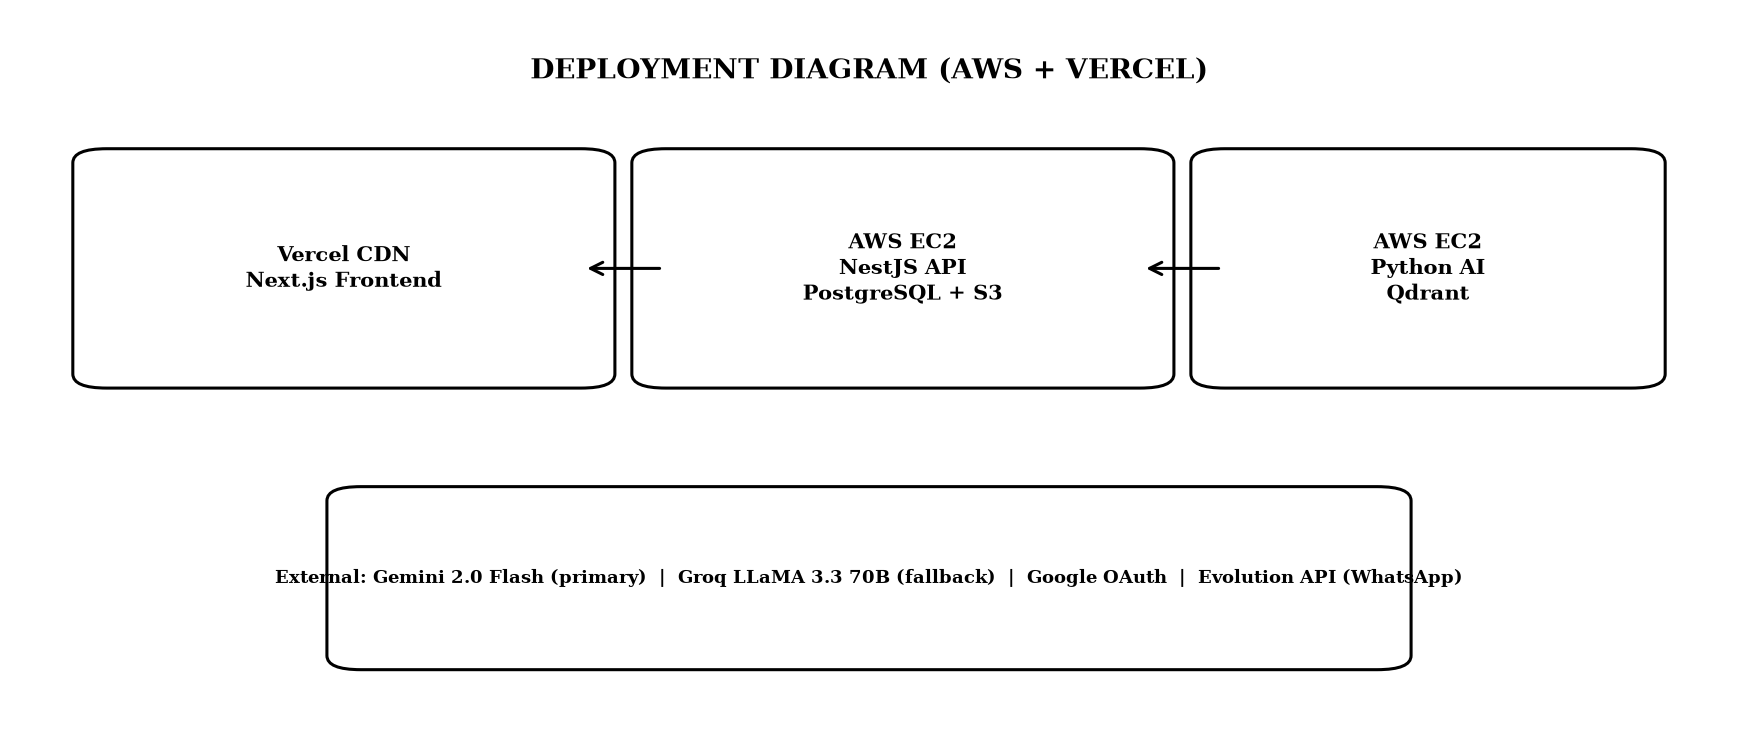 DEPLOYMENT DIAGRAM (AWS + VERCEL)
Vercel CDN
Next.js Frontend
AWS EC2
NestJS API
PostgreSQL + S3
AWS EC2
Python AI
Qdrant
External: Gemini 2.0 Flash (primary) | Groq LLaMA 3.3 70B (fallback) | Google OAuth | Evolution API (WhatsApp)